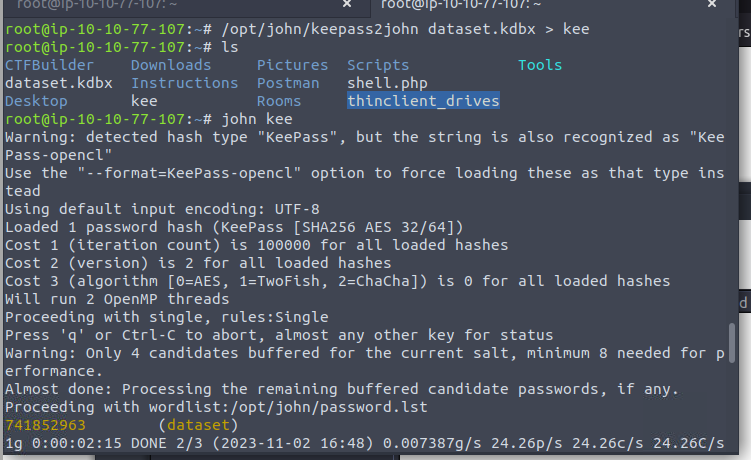 root@ip-10-10-77-107: ~ × root@ip-10-10-77-107: ~ ×
root@ip-10-10-77-107:~# /opt/john/keepass2john dataset.kdbx > kee
root@ip-10-10-77-107:~# ls
CTFBuilder Downloads Pictures Scripts Tools
dataset.kdbx Instructions Postman shell.php
Desktop kee Rooms thinclient_drives
root@ip-10-10-77-107:~# john kee
Warning: detected hash type "KeePass", but the string is also recognized as "Kee
Pass-opencl"
Use the "--format=KeePass-opencl" option to force loading these as that type ins
tead
Using default input encoding: UTF-8
Loaded 1 password hash (KeePass [SHA256 AES 32/64])
Cost 1 (iteration count) is 100000 for all loaded hashes
Cost 2 (version) is 2 for all loaded hashes
Cost 3 (algorithm [0=AES, 1=TwoFish, 2=ChaCha]) is 0 for all loaded hashes
Will run 2 OpenMP threads
Proceeding with single, rules:Single
Press 'q' or Ctrl-C to abort, almost any other key for status
Warning: Only 4 candidates buffered for the current salt, minimum 8 needed for p
erformance.
Almost done: Processing the remaining buffered candidate passwords, if any.
Proceeding with wordlist:/opt/john/password.lst
741852963 (dataset)
1g 0:00:02:15 DONE 2/3 (2023-11-02 16:48) 0.007387g/s 24.26p/s 24.26c/s 24.26C/s